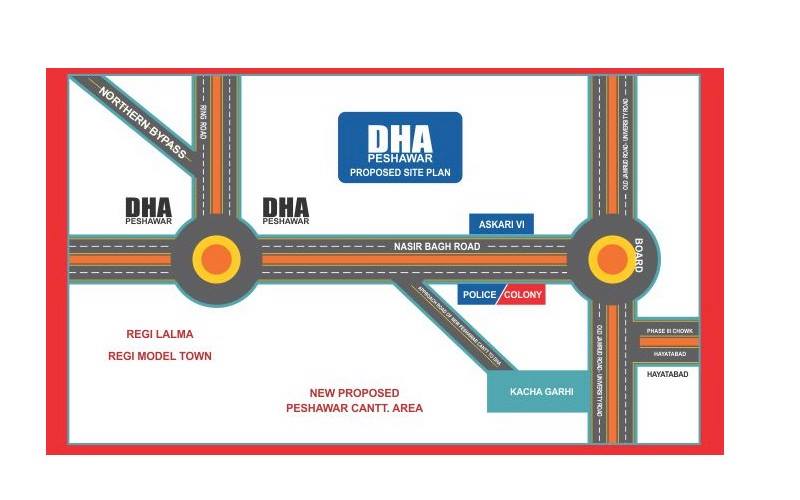 NORTHERN BYPASS
RING ROAD
DHA
PESHAWAR
PROPOSED SITE PLAN
OLD JAMRUD ROAD - UNIVERSITY ROAD
DHA
PESHAWAR
DHA
PESHAWAR
ASKARI VI
NASIR BAGH ROAD
BOARD
POLICE COLONY
APPROACH ROAD OF NEW PESHAWAR CANTT TO DHA
REGI LALMA
REGI MODEL TOWN
OLD JAMRUD ROAD - UNIVERSITY ROAD
PHASE III CHOWK
HAYATABAD
HAYATABAD
KACHA GARHI
NEW PROPOSED
PESHAWAR CANTT. AREA